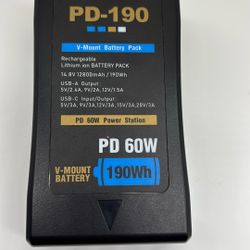 PD-190
V-Mount Battery Pack
Rechargeable
Lithium ion BATTERY PACK
14.8V 12800mAh / 190Wh
USB-A Output :
5V/2.4A, 9V/2A, 12V/1.5A
USB-C Input/Output :
5V/3A, 9V/3A,12V/3A,15V/3A,20V/3A
PD 60W Power Station
PD 60W
V-MOUNT
BATTERY
190Wh